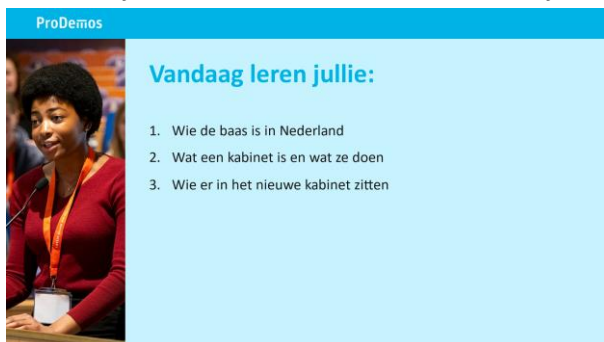 ProDemos
Vandaag leren jullie:
1. Wie de baas is in Nederland
2. Wat een kabinet is en wat ze doen
3. Wie er in het nieuwe kabinet zitten